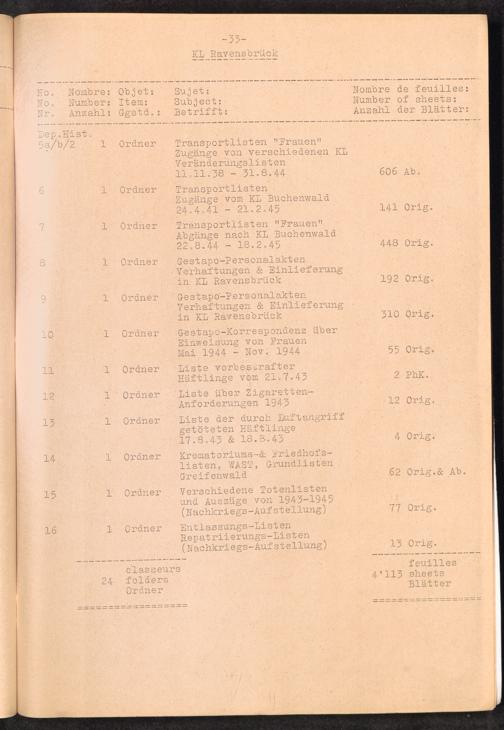 -33-
KL Ravensbrück
No. Nombre: Objet: Sujet: Nombre de feuilles:
No. Number: Item: Subject: Number of sheets:
Nr. Anzahl: Ggstd.: Betrifft: Anzahl der Blätter:
Dep.Hist.
5a/b/2 1 Ordner Transportlisten "Frauen"
Zugänge von verschiedenen KL
Veränderungslisten
11.11.38 - 31.8.44 606 Ab.
6 1 Ordner Transportlisten
Zugänge vom KL Buchenwald
24.4.41 - 21.2.45 141 Orig.
7 1 Ordner Transportlisten "Frauen"
Abgänge nach KL Buchenwald
22.8.44 - 18.2.45 448 Orig.
8 1 Ordner Gestapo-Personalakten
Verhaftungen & Einlieferung
in KL Ravensbrück 192 Orig.
9 1 Ordner Gestapo-Personalakten
Verhaftungen & Einlieferung
in KL Ravensbrück 310 Orig.
10 1 Ordner Gestapo-Korrespondenz über
Einweisung von Frauen
Mai 1944 - Nov. 1944 55 Orig.
11 1 Ordner Liste vorbestrafter
Häftlinge vom 21.7.43 2 PhK.
12 1 Ordner Liste über Zigaretten-
Anforderungen 1943 12 Orig.
13 1 Ordner Liste der durch Luftangriff
getöteten Häftlinge
17.8.43 & 18.8.43 4 Orig.
14 1 Ordner Krematoriums-& Friedhofs-
listen, WAST, Grundlisten
Greifenwald 62 Orig.& Ab.
15 1 Ordner Verschiedene Totenlisten
und Auszüge von 1943-1945
(Nachkriegs-Aufstellung) 77 Orig.
16 1 Ordner Entlassungs-Listen
Repatriierungs-Listen
(Nachkriegs-Aufstellung) 13 Orig.
classeurs feuilles
24 folders 4'113 sheets
Ordner Blätter